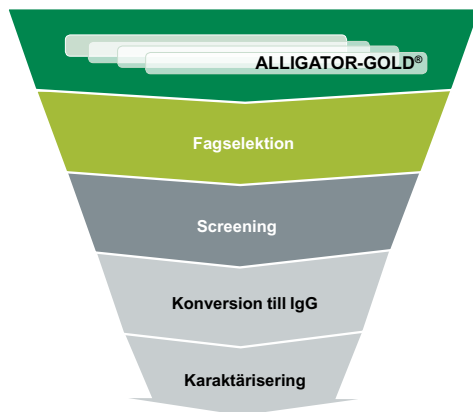 ALLIGATOR-GOLD®
Fagselektion
Screening
Konversion till IgG
Karaktärisering